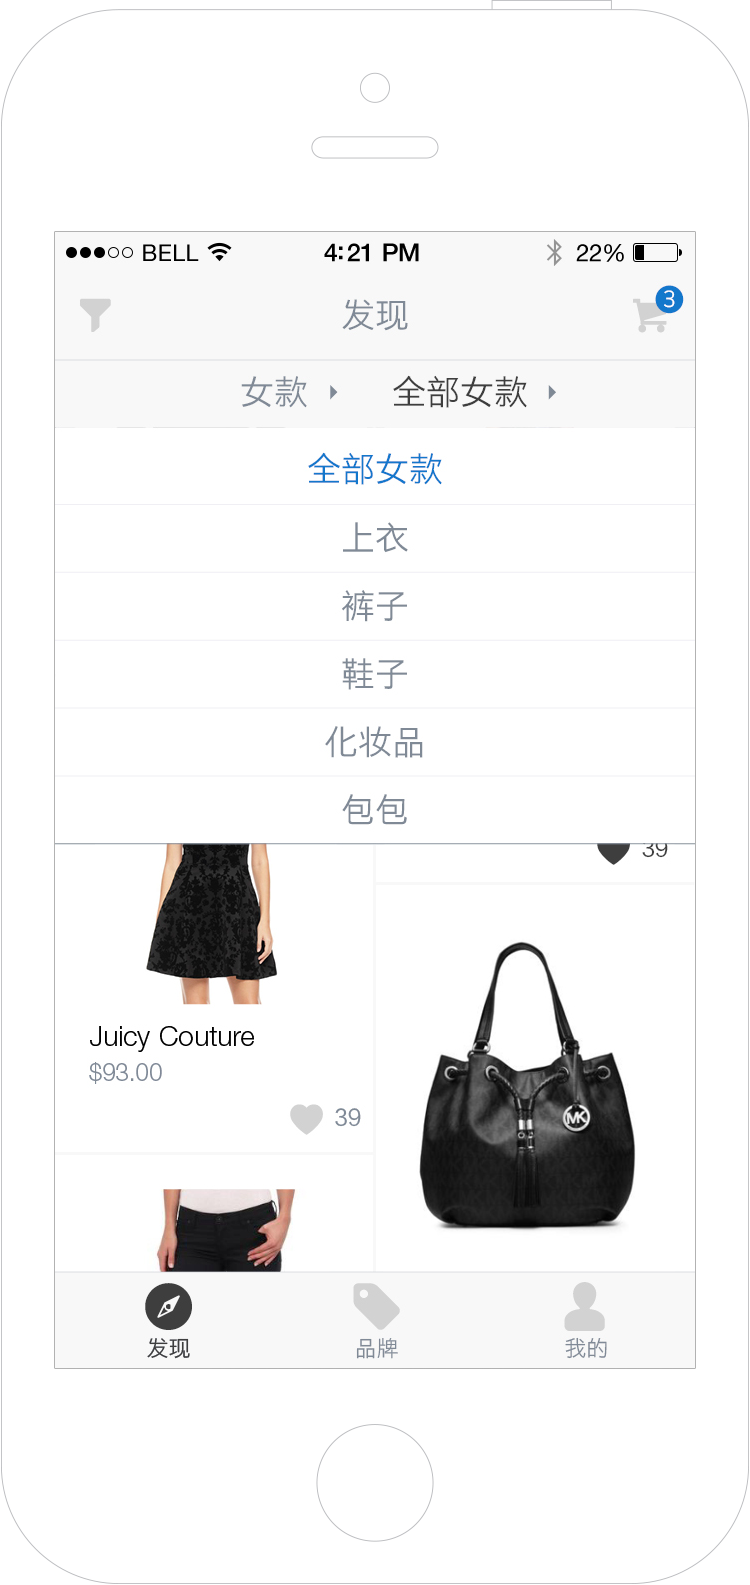 BELL 4:21 PM 22%
发现 3
女款 全部女款
全部女款
上衣
裤子
鞋子
化妆品
包包
39
MK
Juicy Couture
$93.00
39
发现 品牌 我的